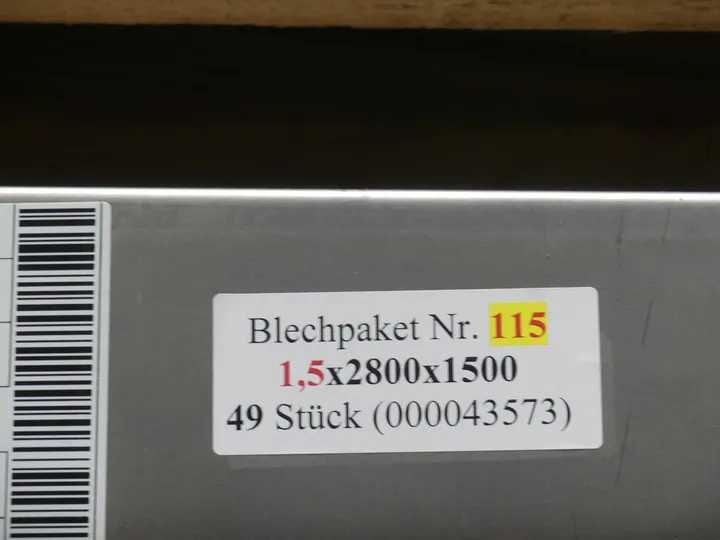 Blechpaket Nr. 115
1,5x2800x1500
49 Stück (000043573)